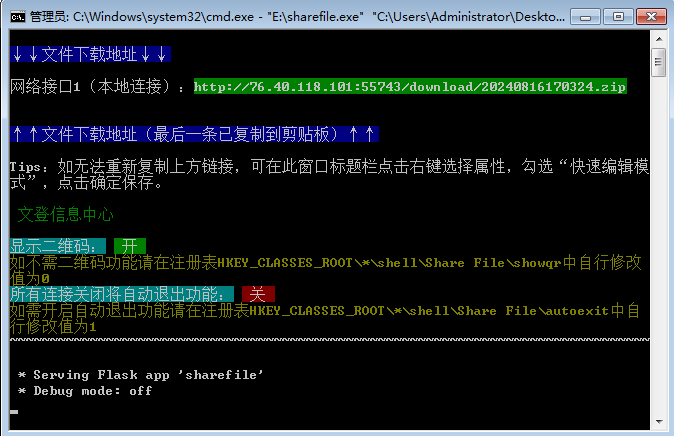 管理员: C:\Windows\system32\cmd.exe - "E:\sharefile.exe" "C:\Users\Administrator\Deskto...
↓↓文件下载地址↓↓
网络接口1（本地连接）：http://76.40.118.101:55743/download/20240816170324.zip
↑↑文件下载地址（最后一条已复制到剪贴板）↑↑
Tips：如无法重新复制上方链接，可在此窗口标题栏点击右键选择属性，勾选“快速编辑模
式”，点击确定保存。
文登信息中心
显示二维码： 开
如不需二维码功能请在注册表HKEY_CLASSES_ROOT\*\shell\Share File\showqr中自行修改
值为0
所有连接关闭将自动退出功能： 关
如需开启自动退出功能请在注册表HKEY_CLASSES_ROOT\*\shell\Share File\autoexit中自
行修改值为1
~~~~~~~~~~~~~~~~~~~~~~~~~~~~~~~~~~~~~~~~~~~~~~~~~~~~~~~~~~~~~~~~~~~~~~~~~~~~~~~~
* Serving Flask app 'sharefile'
* Debug mode: off